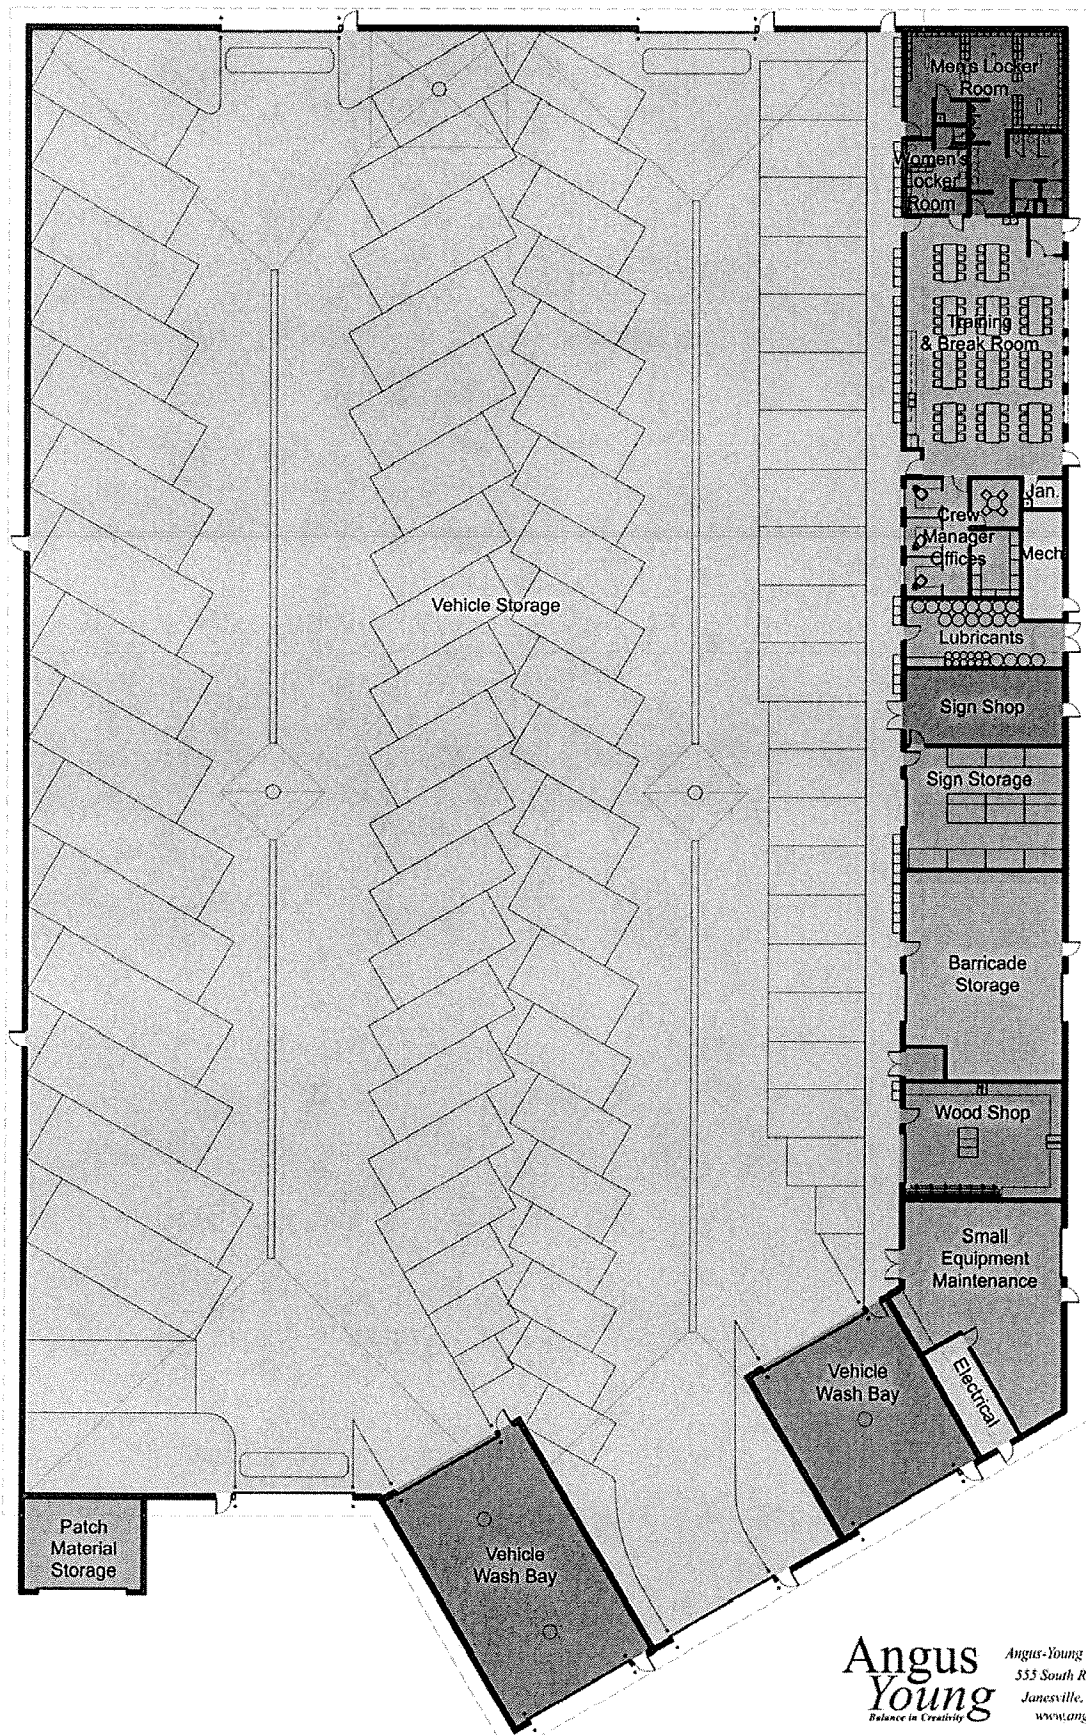 Men's Locker
Room
Women's
Locker
Room
Training
& Break Room
Jan.
Crew
Manager
Offices
Mech
Vehicle Storage
Lubricants
Sign Shop
Sign Storage
Barricade
Storage
Wood Shop
Small
Equipment
Maintenance
Electrical
Vehicle
Wash Bay
Patch
Material
Storage
Vehicle
Wash Bay
Angus
Young
Balance in Creativity
Angus-Young
555 South R
Janesville,
www.ang